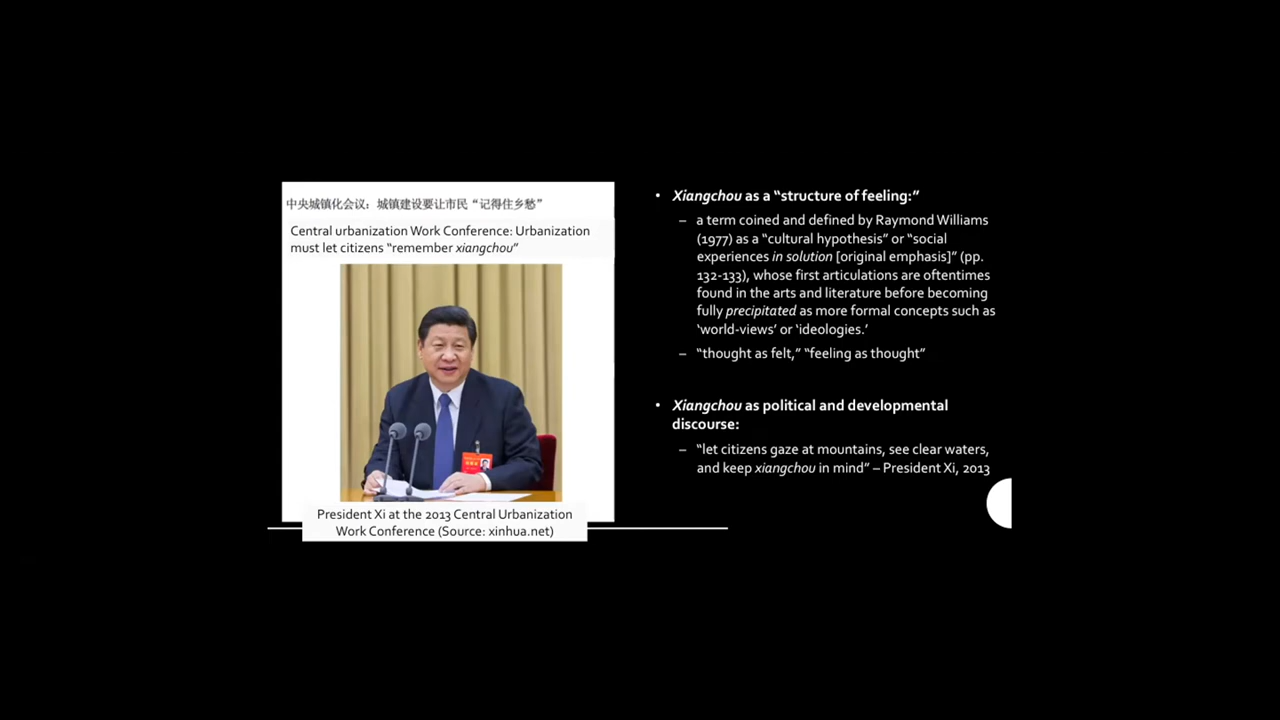 中央城镇化会议：城镇建设要让市民“记得住乡愁”
Central urbanization Work Conference: Urbanization
must let citizens “remember xiangchou”
President Xi at the 2013 Central Urbanization
Work Conference (Source: xinhua.net)
• Xiangchou as a “structure of feeling:”
– a term coined and defined by Raymond Williams
(1977) as a “cultural hypothesis” or “social
experiences in solution [original emphasis]” (pp.
132-133), whose first articulations are oftentimes
found in the arts and literature before becoming
fully precipitated as more formal concepts such as
‘world-views’ or ‘ideologies.’
– “thought as felt,” “feeling as thought”
• Xiangchou as political and developmental
discourse:
– “let citizens gaze at mountains, see clear waters,
and keep xiangchou in mind” – President Xi, 2013